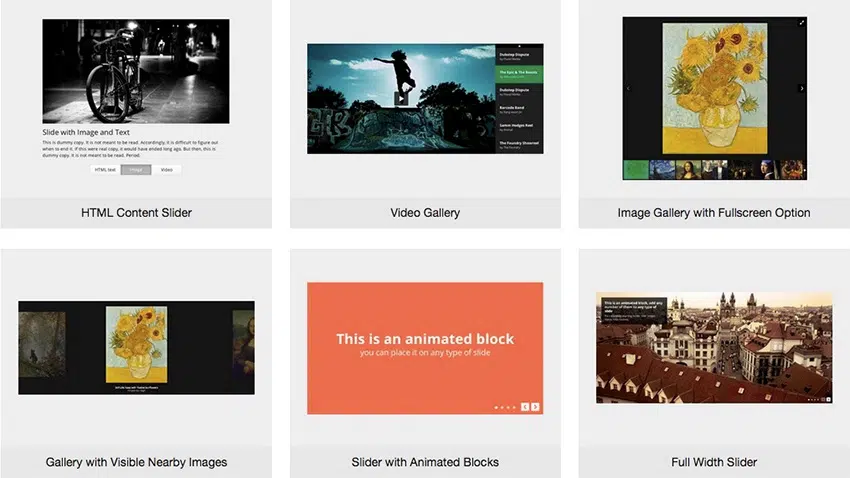 Slide with Image and Text
This is dummy copy. It is not meant to be read. Accordingly, it is difficult to figure out
when to end it. If this were real copy, it would have ended long ago. But then, this is
dummy copy. It is not meant to be read. Period.
HTML text
Image
Video
HTML Content Slider
Dubstep Dispute
The Epic & The Beasts
Dubstep Dispute
Barcode Band
Samm Hodges Reel
The Foundry Showreel
Video Gallery
Image Gallery with Fullscreen Option
Gallery with Visible Nearby Images
This is an animated block
you can place it on any type of slide
Slider with Animated Blocks
This is an animated block, add any
number of them to any type of
slide
Full Width Slider